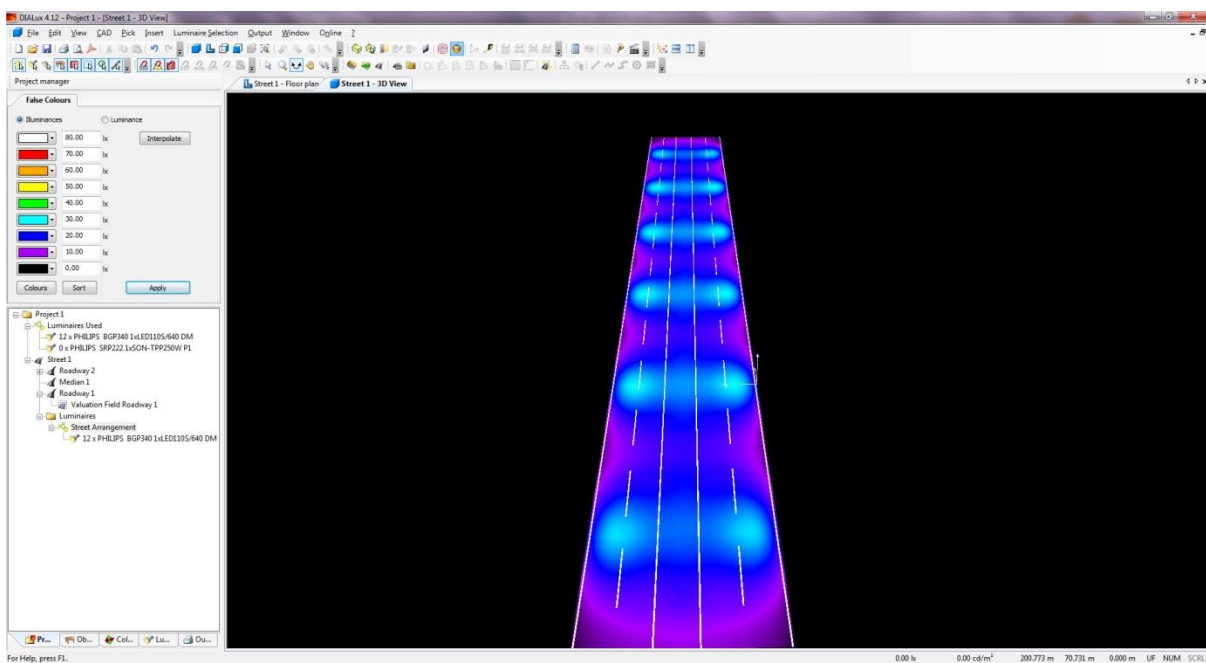 DIALux 4.12 - Project 1 - [Street 1 - 3D View]
File Edit View CAD Pick Insert Luminaire Selection Output Window Online ?
Project manager
Street 1 - Floor plan Street 1 - 3D View
False Colours
Illuminances Luminance
80.00 lx Interpolate
70.00 lx
60.00 lx
50.00 lx
40.00 lx
30.00 lx
20.00 lx
10.00 lx
0.00 lx
Colours Sort Apply
Project 1
Luminaires Used
12 x PHILIPS BGP340 1xLED110S/640 DM
0 x PHILIPS SRP222 1xSON-TPP250W P1
Street 1
Roadway 2
Median 1
Roadway 1
Valuation Field Roadway 1
Luminaires
Street Arrangement
12 x PHILIPS BGP340 1xLED110S/640 DM
Pr... Ob... Col... Lu... Ou...
For Help, press F1. 0.00 lx 0.00 cd/m² 200.773 m 70.731 m 0.000 m UF NUM SCRL